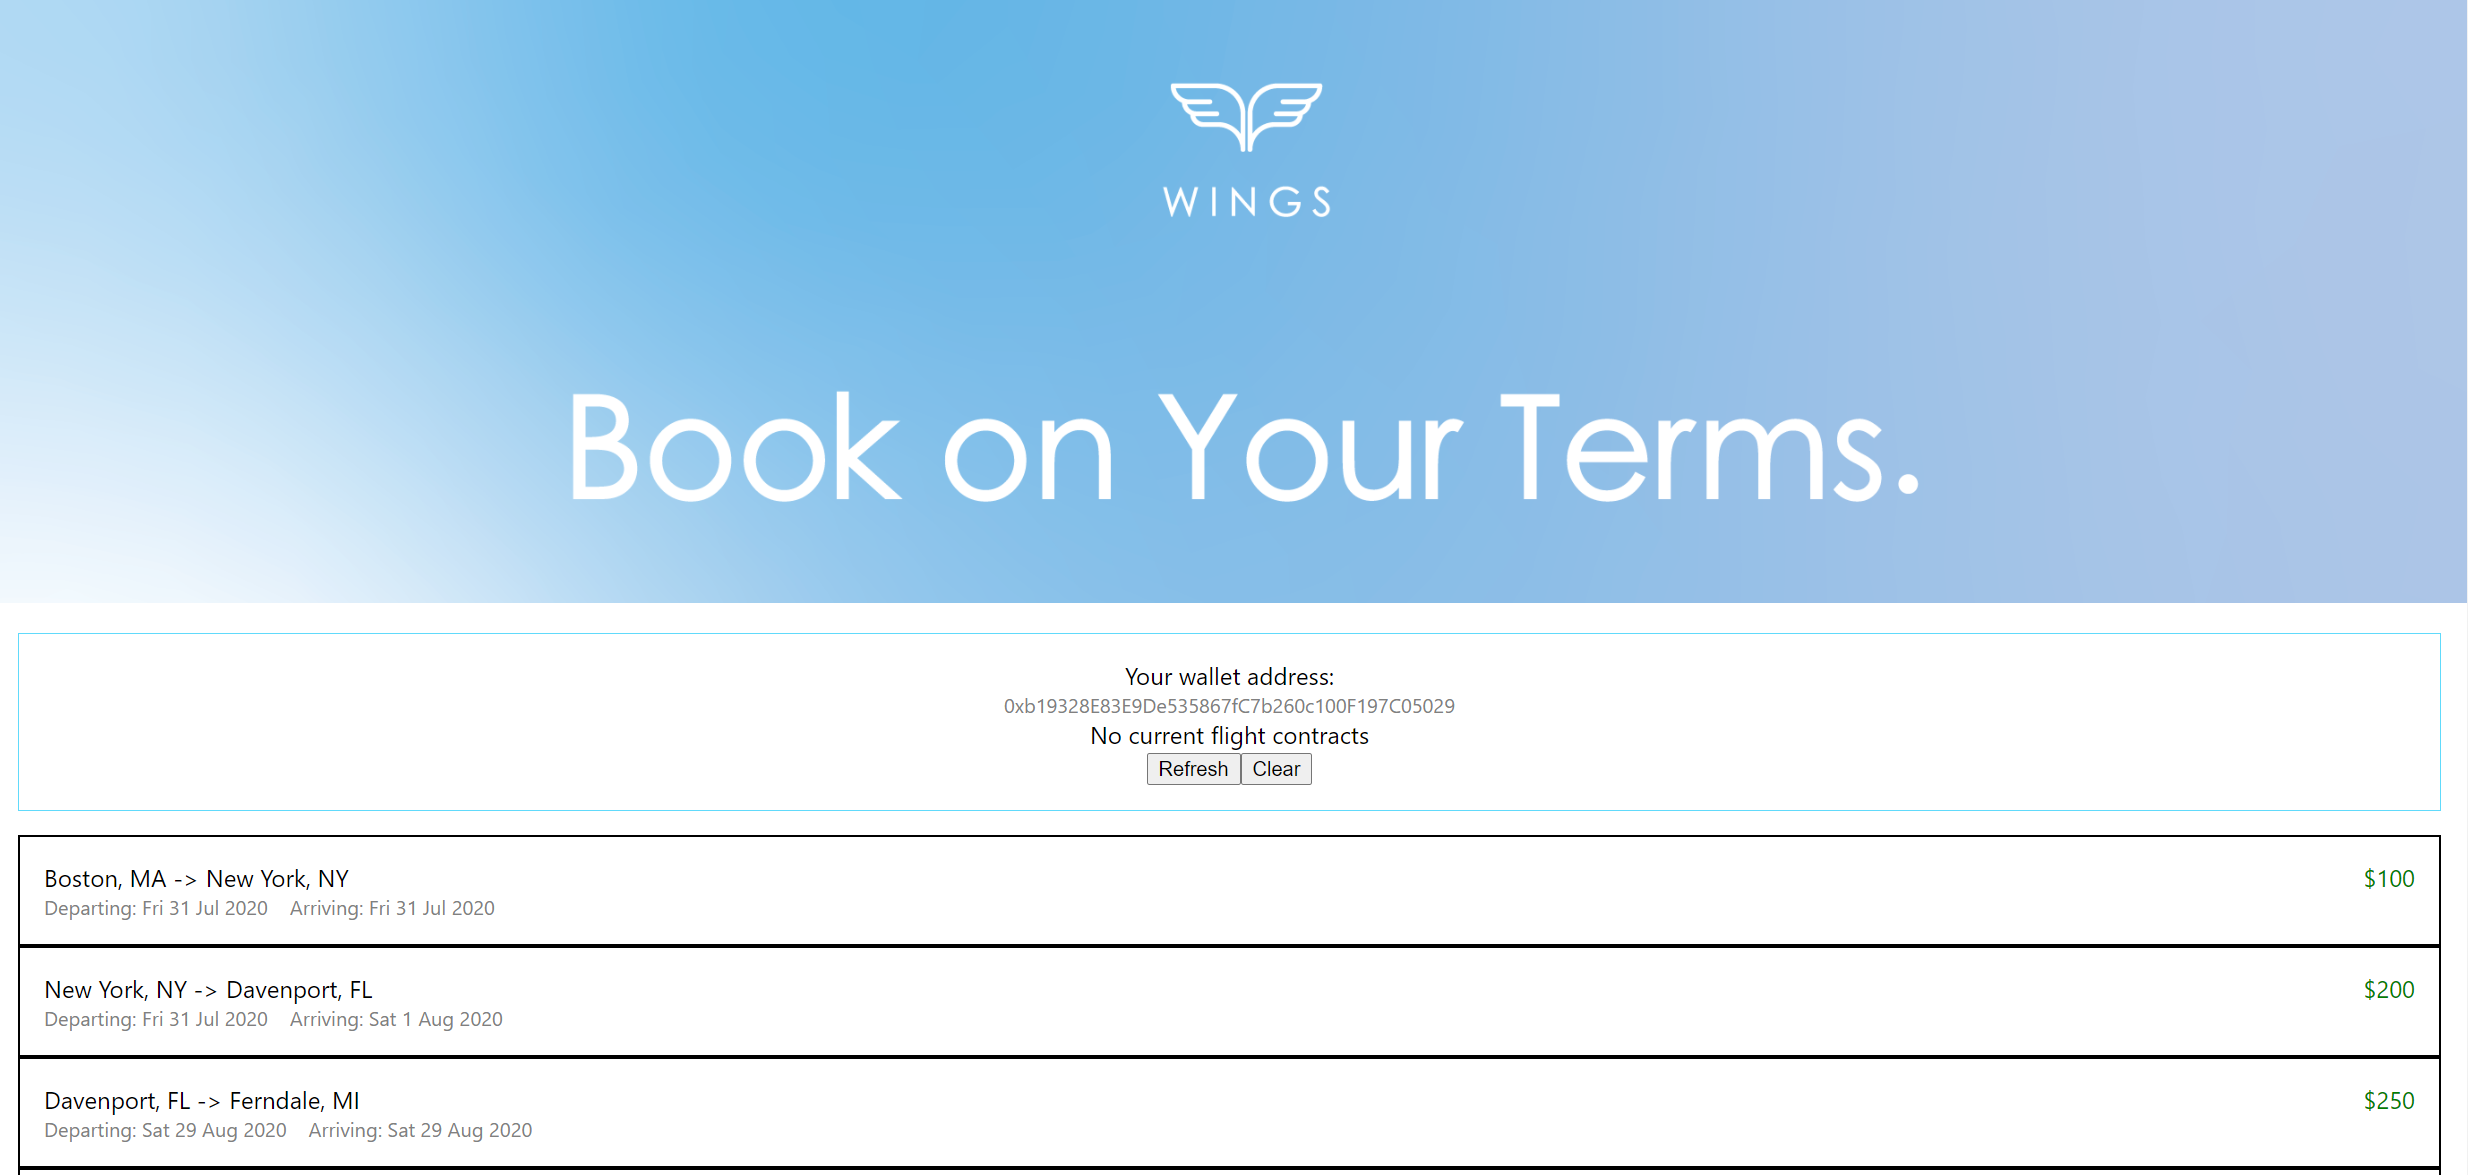 WINGS
Book on Your Terms.
Your wallet address:
0xb19328E83E9De535867fC7b260c100F197C05029
No current flight contracts
Refresh Clear
Boston, MA -> New York, NY $100
Departing: Fri 31 Jul 2020 Arriving: Fri 31 Jul 2020
New York, NY -> Davenport, FL $200
Departing: Fri 31 Jul 2020 Arriving: Sat 1 Aug 2020
Davenport, FL -> Ferndale, MI $250
Departing: Sat 29 Aug 2020 Arriving: Sat 29 Aug 2020